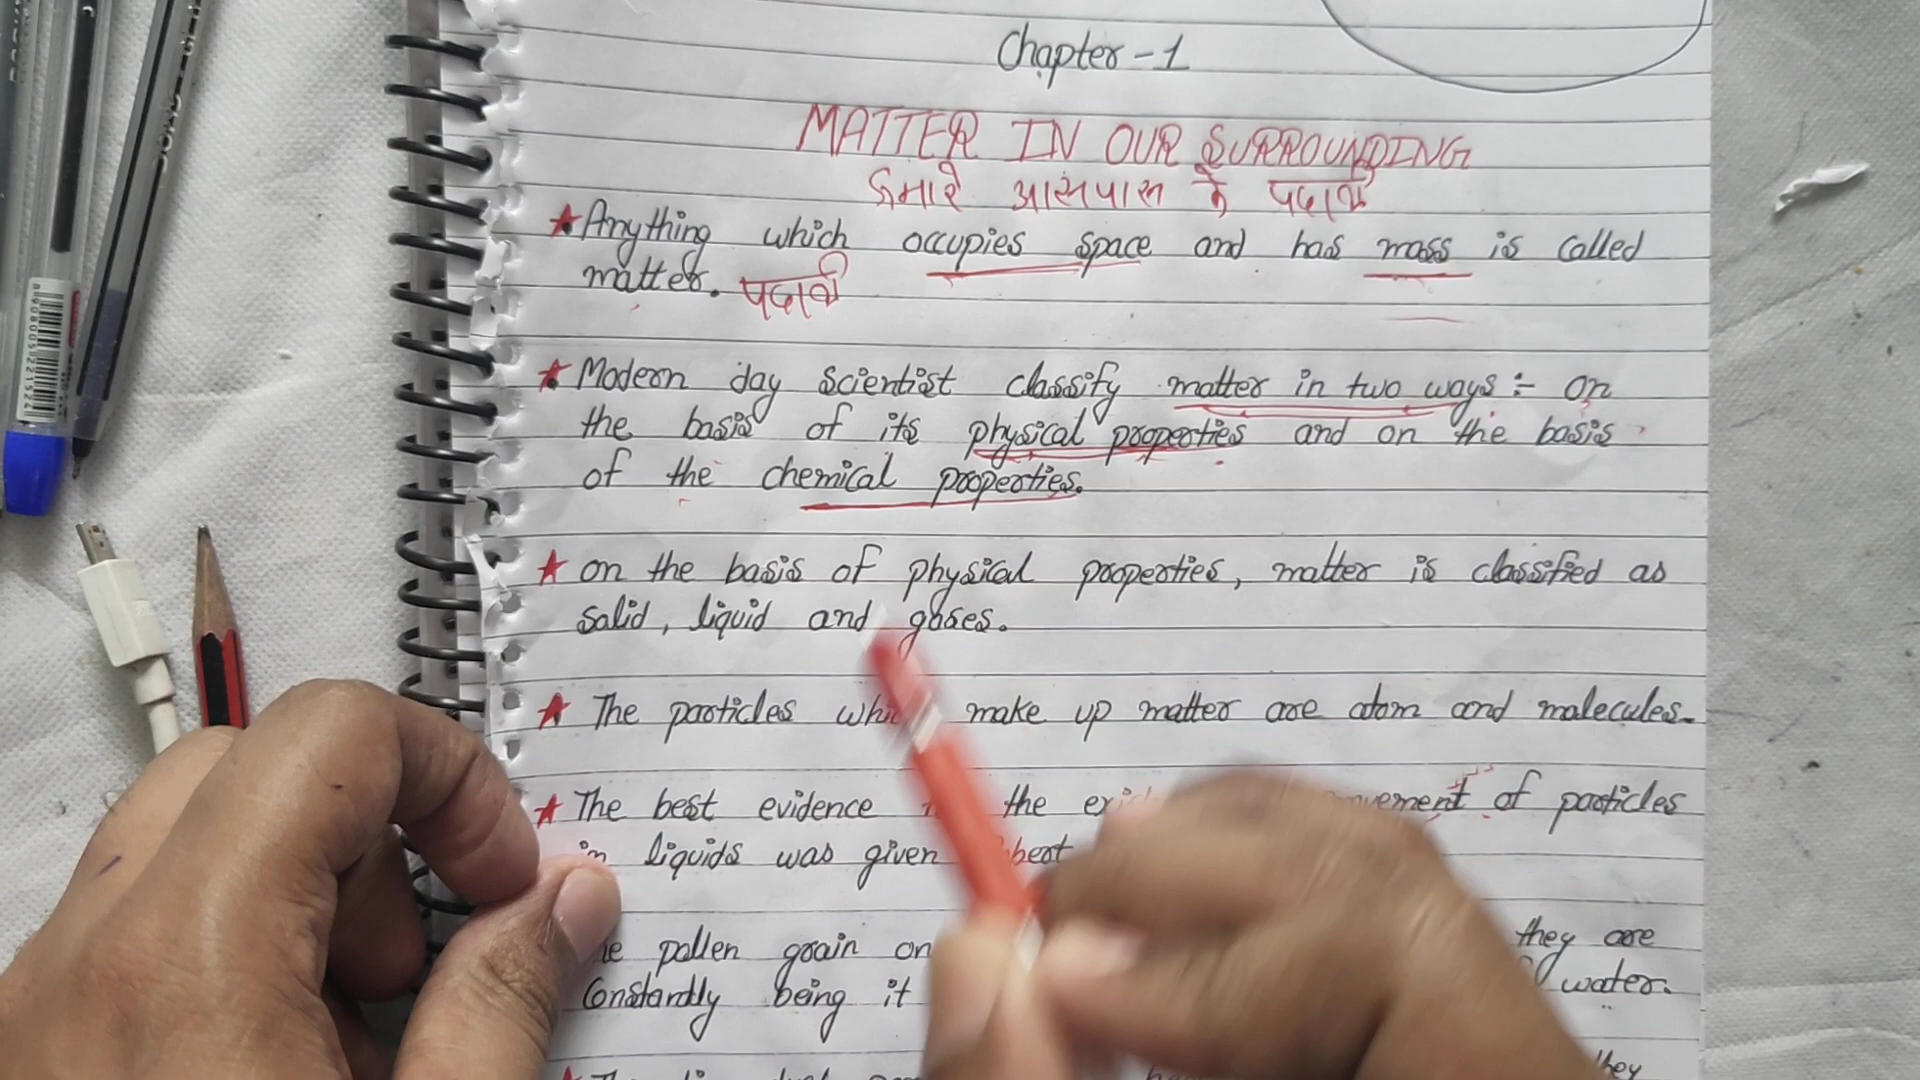 Chapter - 1
MATTER IN OUR SURROUNDING
हमारे आसपास के पदार्थ
★ Anything which occupies space and has mass is called
matter. पदार्थ
★ Modern day scientist classify matter in two ways :- On
the basis of its physical properties and on the basis
of the chemical properties.
★ on the basis of physical properties, matter is classified as
solid, liquid and gases.
★ The particles make up matter are atom and molecules.
★ The best evidence the of particles
in liquids was given
pollen grain on they are
Constantly being it water.
they